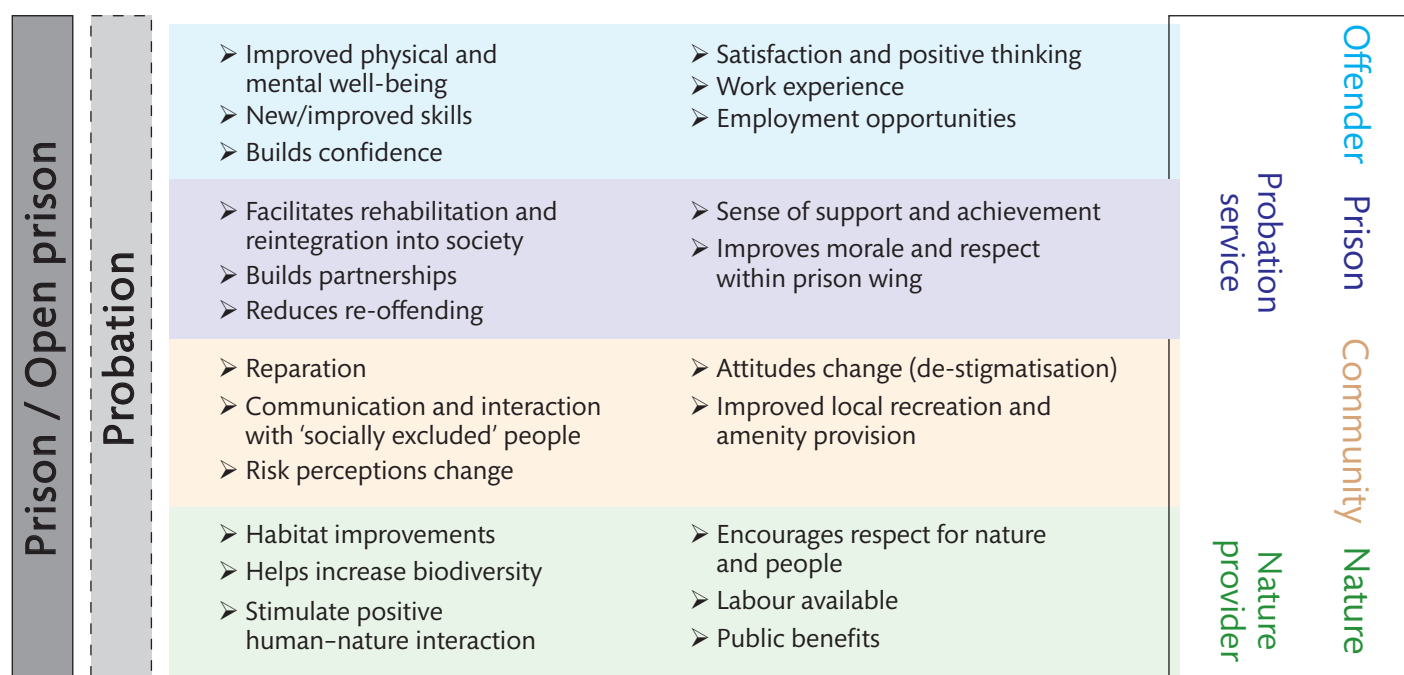 Prison / Open prison
Probation
➢ Improved physical and
mental well-being
➢ New/improved skills
➢ Builds confidence
➢ Satisfaction and positive thinking
➢ Work experience
➢ Employment opportunities
Offender
➢ Facilitates rehabilitation and
reintegration into society
➢ Builds partnerships
➢ Reduces re-offending
➢ Sense of support and achievement
➢ Improves morale and respect
within prison wing
Probation
service
Prison
➢ Reparation
➢ Communication and interaction
with ‘socially excluded’ people
➢ Risk perceptions change
➢ Attitudes change (de-stigmatisation)
➢ Improved local recreation and
amenity provision
Community
➢ Habitat improvements
➢ Helps increase biodiversity
➢ Stimulate positive
human–nature interaction
➢ Encourages respect for nature
and people
➢ Labour available
➢ Public benefits
Nature
provider
Nature